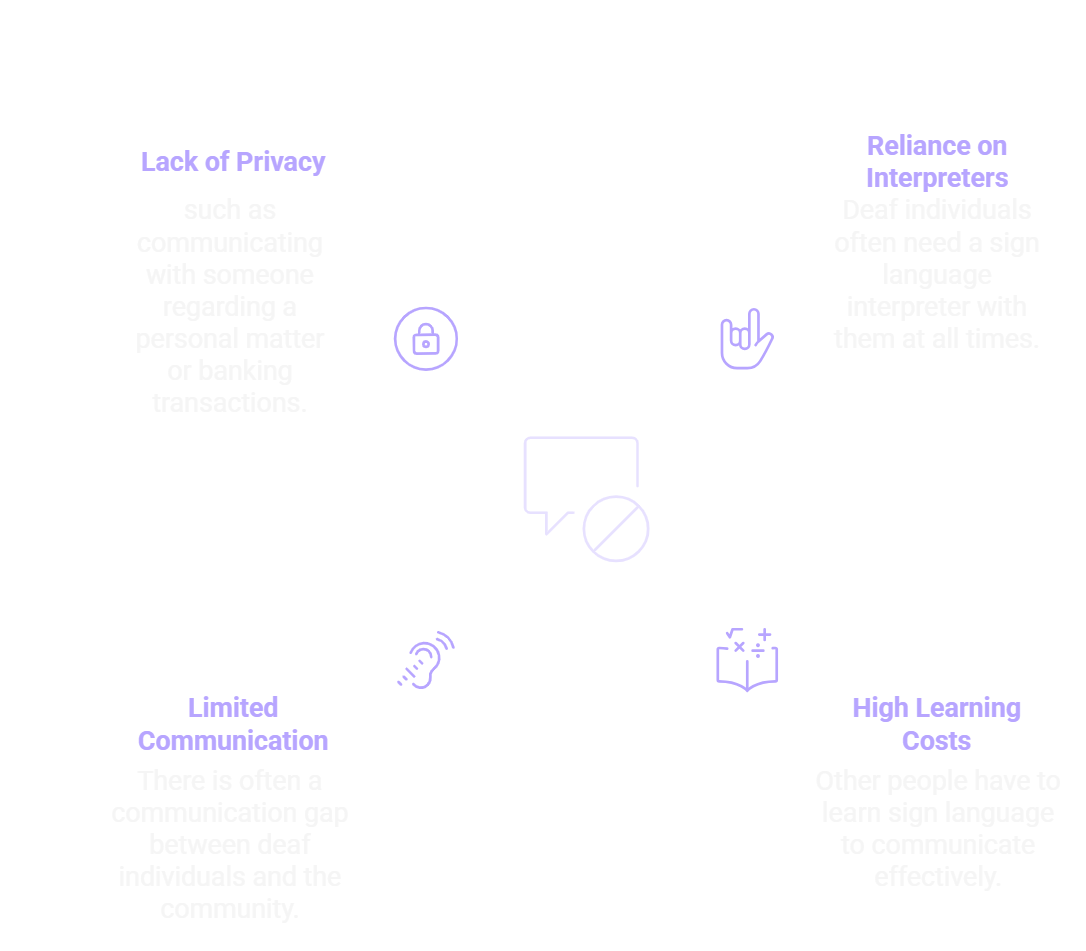 Lack of Privacy
such as
communicating
with someone
regarding a
personal matter
or banking
transactions.
Reliance on
Interpreters
Deaf individuals
often need a sign
language
interpreter with
them at all times.
Limited
Communication
There is often a
communication gap
between deaf
individuals and the
community.
High Learning
Costs
Other people have to
learn sign language
to communicate
effectively.